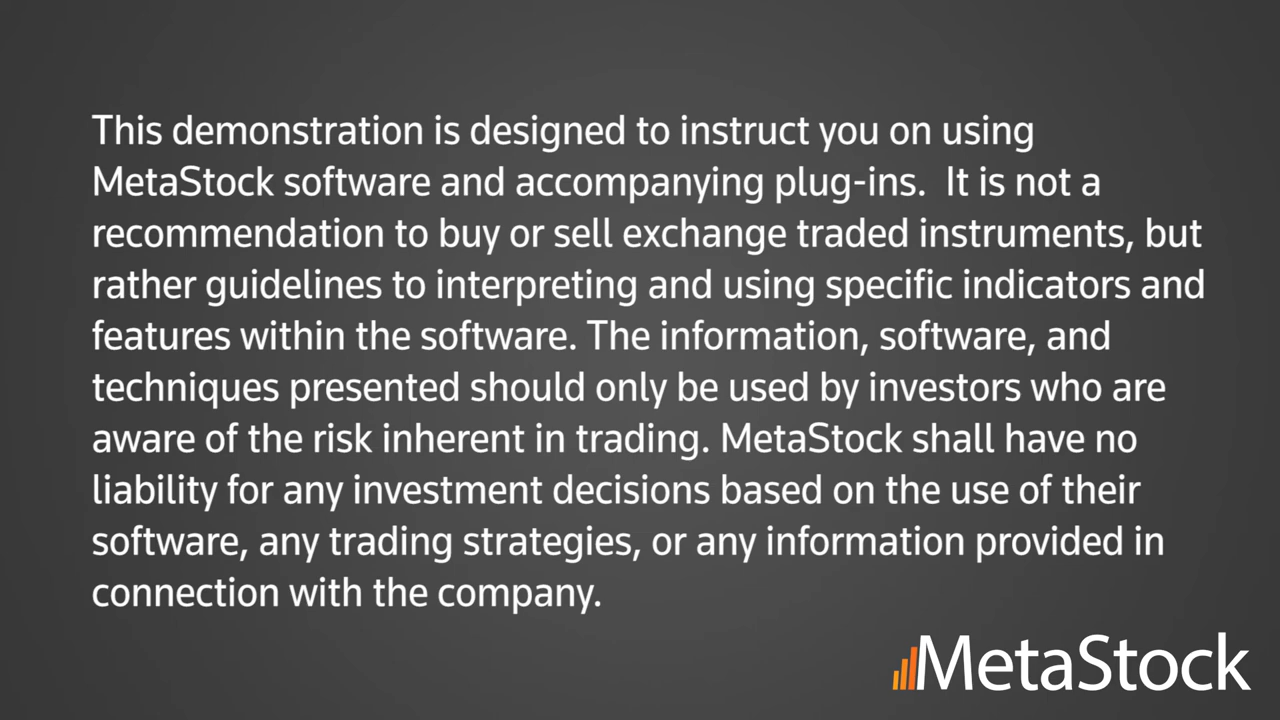 This demonstration is designed to instruct you on using
MetaStock software and accompanying plug-ins.  It is not a
recommendation to buy or sell exchange traded instruments, but
rather guidelines to interpreting and using specific indicators and
features within the software. The information, software, and
techniques presented should only be used by investors who are
aware of the risk inherent in trading. MetaStock shall have no
liability for any investment decisions based on the use of their
software, any trading strategies, or any information provided in
connection with the company.
MetaStock